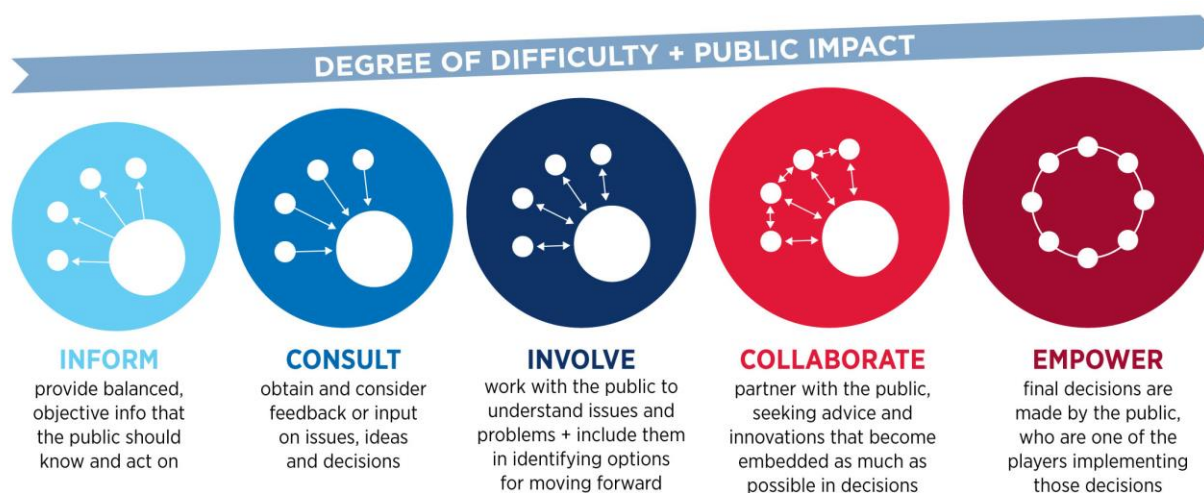 DEGREE OF DIFFICULTY + PUBLIC IMPACT
INFORM
provide balanced,
objective info that
the public should
know and act on
CONSULT
obtain and consider
feedback or input
on issues, ideas
and decisions
INVOLVE
work with the public to
understand issues and
problems + include them
in identifying options
for moving forward
COLLABORATE
partner with the public,
seeking advice and
innovations that become
embedded as much as
possible in decisions
EMPOWER
final decisions are
made by the public,
who are one of the
players implementing
those decisions